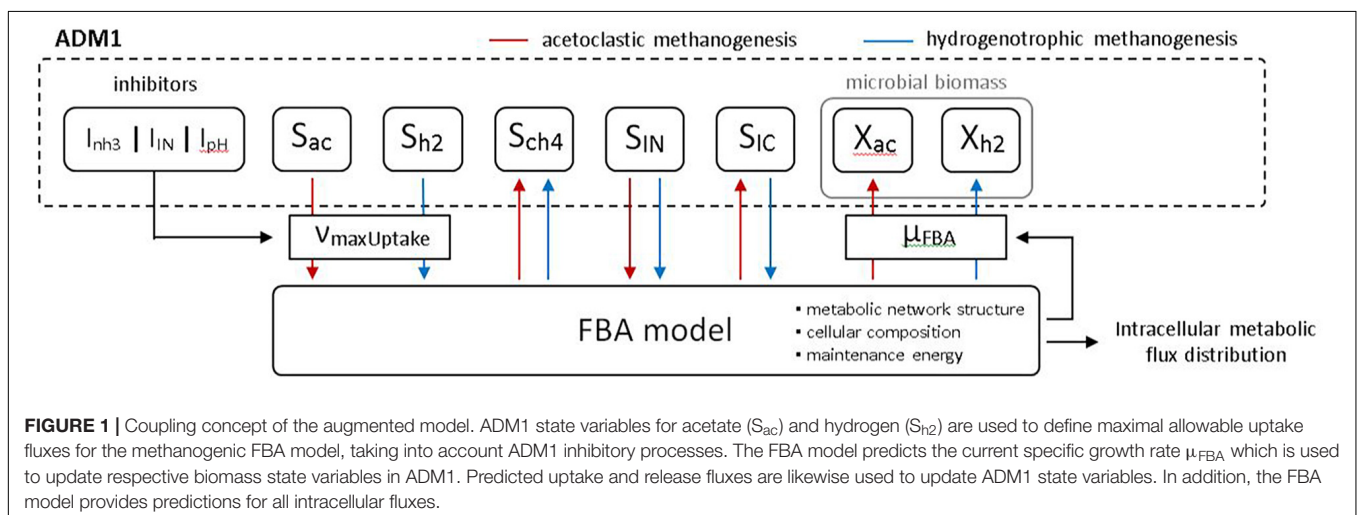 ADM1
acetoclastic methanogenesis
hydrogenotrophic methanogenesis
inhibitors
microbial biomass
Inh3 | IIN | IpH
Sac
Sh2
Sch4
SIN
SIC
Xac
Xh2
VmaxUptake
μFBA
FBA model
▪ metabolic network structure
▪ cellular composition
▪ maintenance energy
Intracellular metabolic
flux distribution
FIGURE 1 | Coupling concept of the augmented model. ADM1 state variables for acetate (Sac) and hydrogen (Sh2) are used to define maximal allowable uptake
fluxes for the methanogenic FBA model, taking into account ADM1 inhibitory processes. The FBA model predicts the current specific growth rate μFBA which is used
to update respective biomass state variables in ADM1. Predicted uptake and release fluxes are likewise used to update ADM1 state variables. In addition, the FBA
model provides predictions for all intracellular fluxes.